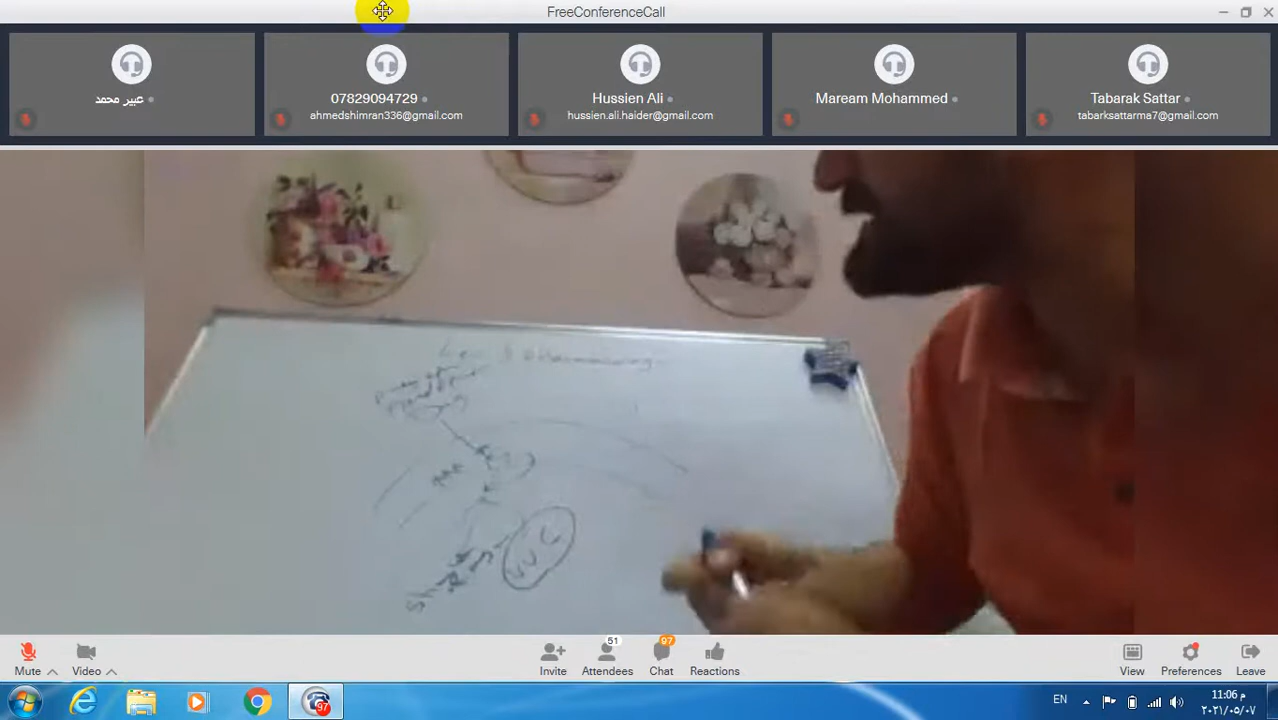 FreeConferenceCall
عبير محمد
07829094729
ahmedshimran336@gmail.com
Hussien Ali
hussien.ali.haider@gmail.com
Maream Mohammed
Tabarak Sattar
tabarksattarma7@gmail.com
51
97
Mute
Video
Invite
Attendees
Chat
Reactions
View
Preferences
Leave
97
EN
11:06 م
٢٠٢١/٠٥/٠٧